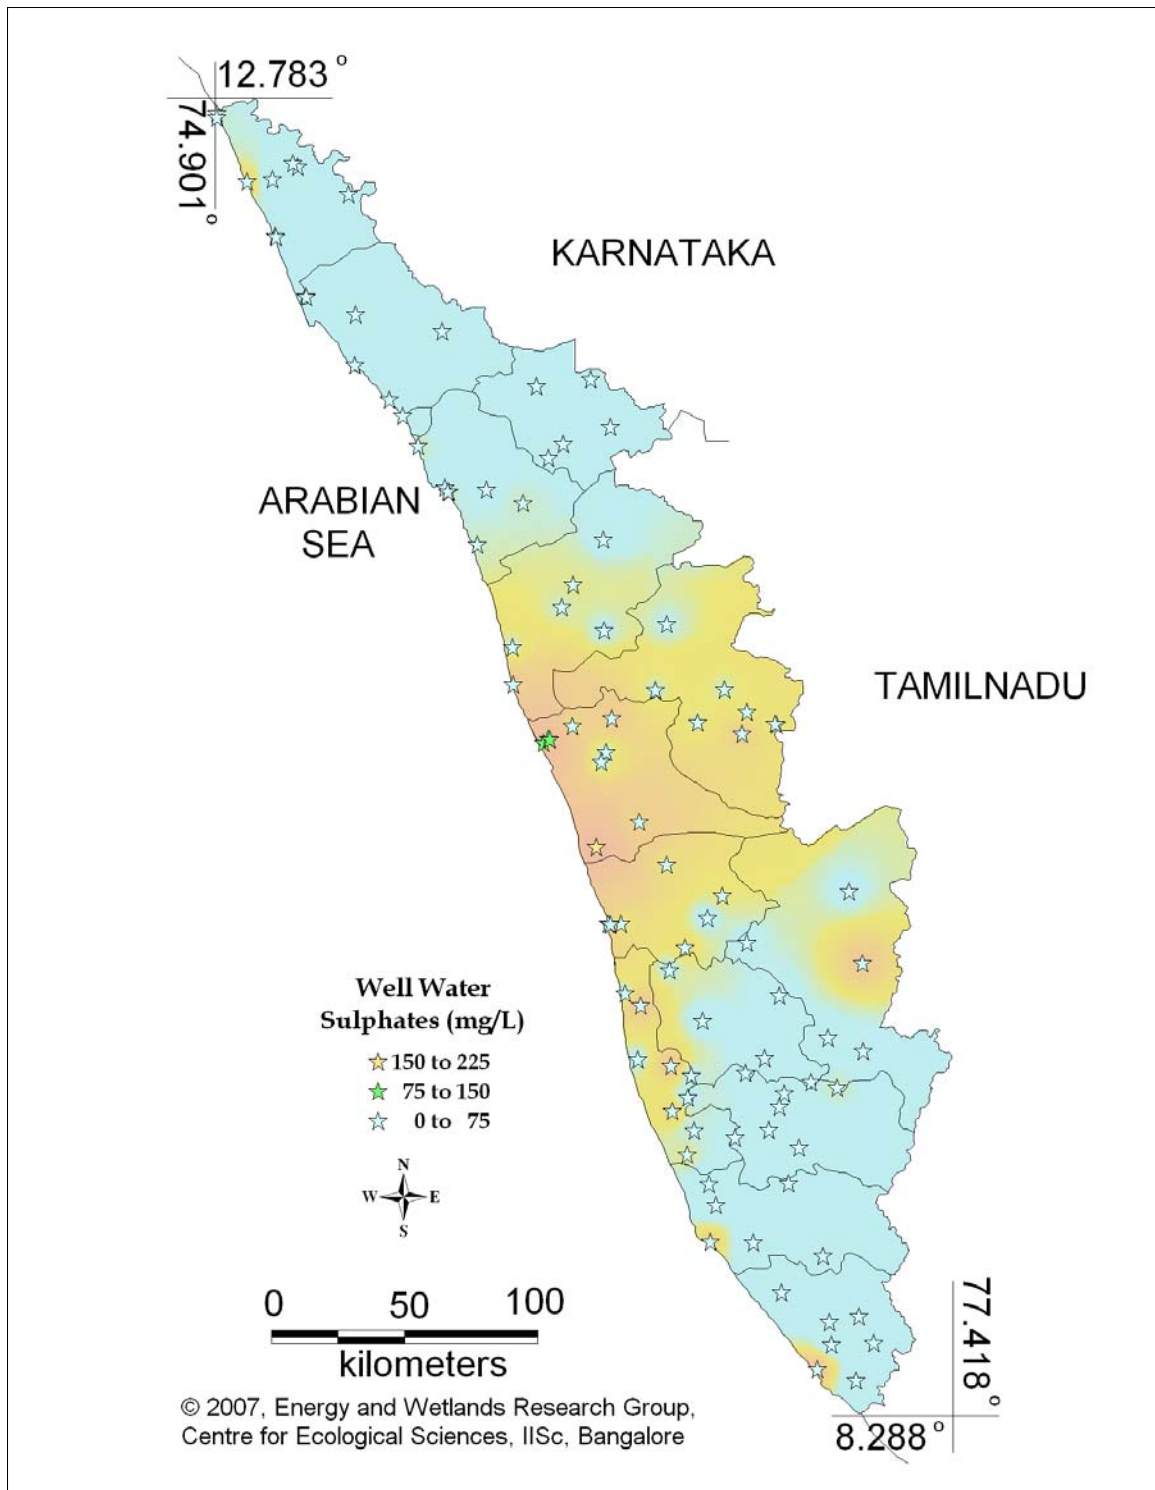 12.783 °
74.901°
KARNATAKA
ARABIAN
SEA
TAMILNADU
Well Water
Sulphates (mg/L)
150 to 225
75 to 150
0 to 75
N
W E
S
0 50 100
kilometers
77.418 °
8.288 °
© 2007, Energy and Wetlands Research Group,
Centre for Ecological Sciences, IISc, Bangalore